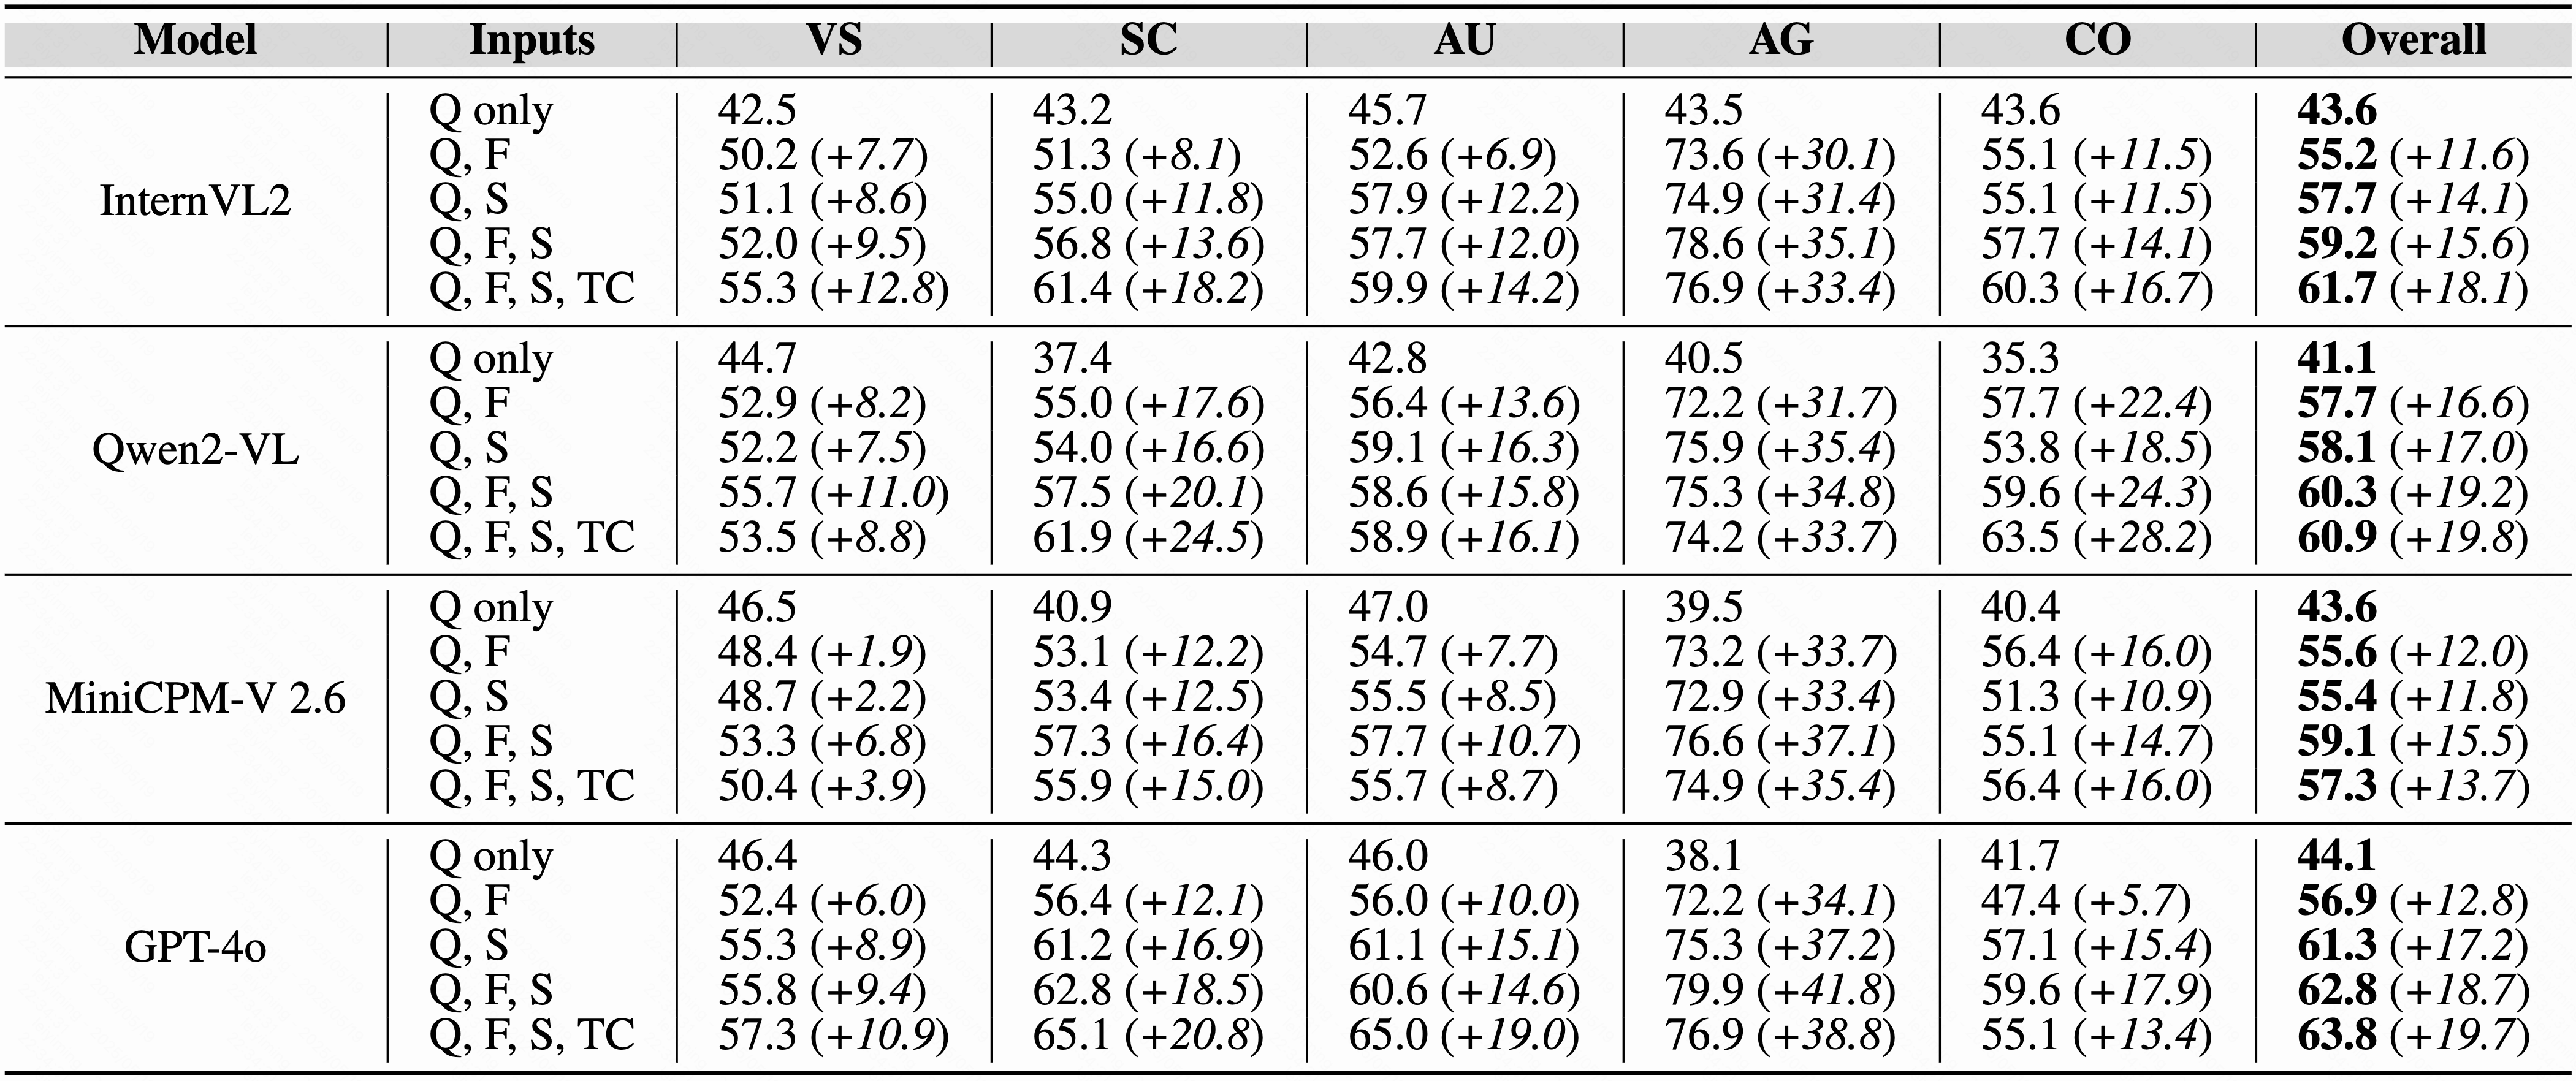 Model Inputs VS SC AU AG CO Overall
Q only 42.5 43.2 45.7 43.5 43.6 43.6
Q, F 50.2 (+7.7) 51.3 (+8.1) 52.6 (+6.9) 73.6 (+30.1) 55.1 (+11.5) 55.2 (+11.6)
InternVL2 Q, S 51.1 (+8.6) 55.0 (+11.8) 57.9 (+12.2) 74.9 (+31.4) 55.1 (+11.5) 57.7 (+14.1)
Q, F, S 52.0 (+9.5) 56.8 (+13.6) 57.7 (+12.0) 78.6 (+35.1) 57.7 (+14.1) 59.2 (+15.6)
Q, F, S, TC 55.3 (+12.8) 61.4 (+18.2) 59.9 (+14.2) 76.9 (+33.4) 60.3 (+16.7) 61.7 (+18.1)
Q only 44.7 37.4 42.8 40.5 35.3 41.1
Q, F 52.9 (+8.2) 55.0 (+17.6) 56.4 (+13.6) 72.2 (+31.7) 57.7 (+22.4) 57.7 (+16.6)
Qwen2-VL Q, S 52.2 (+7.5) 54.0 (+16.6) 59.1 (+16.3) 75.9 (+35.4) 53.8 (+18.5) 58.1 (+17.0)
Q, F, S 55.7 (+11.0) 57.5 (+20.1) 58.6 (+15.8) 75.3 (+34.8) 59.6 (+24.3) 60.3 (+19.2)
Q, F, S, TC 53.5 (+8.8) 61.9 (+24.5) 58.9 (+16.1) 74.2 (+33.7) 63.5 (+28.2) 60.9 (+19.8)
Q only 46.5 40.9 47.0 39.5 40.4 43.6
Q, F 48.4 (+1.9) 53.1 (+12.2) 54.7 (+7.7) 73.2 (+33.7) 56.4 (+16.0) 55.6 (+12.0)
MiniCPM-V 2.6 Q, S 48.7 (+2.2) 53.4 (+12.5) 55.5 (+8.5) 72.9 (+33.4) 51.3 (+10.9) 55.4 (+11.8)
Q, F, S 53.3 (+6.8) 57.3 (+16.4) 57.7 (+10.7) 76.6 (+37.1) 55.1 (+14.7) 59.1 (+15.5)
Q, F, S, TC 50.4 (+3.9) 55.9 (+15.0) 55.7 (+8.7) 74.9 (+35.4) 56.4 (+16.0) 57.3 (+13.7)
Q only 46.4 44.3 46.0 38.1 41.7 44.1
Q, F 52.4 (+6.0) 56.4 (+12.1) 56.0 (+10.0) 72.2 (+34.1) 47.4 (+5.7) 56.9 (+12.8)
GPT-4o Q, S 55.3 (+8.9) 61.2 (+16.9) 61.1 (+15.1) 75.3 (+37.2) 57.1 (+15.4) 61.3 (+17.2)
Q, F, S 55.8 (+9.4) 62.8 (+18.5) 60.6 (+14.6) 79.9 (+41.8) 59.6 (+17.9) 62.8 (+18.7)
Q, F, S, TC 57.3 (+10.9) 65.1 (+20.8) 65.0 (+19.0) 76.9 (+38.8) 55.1 (+13.4) 63.8 (+19.7)